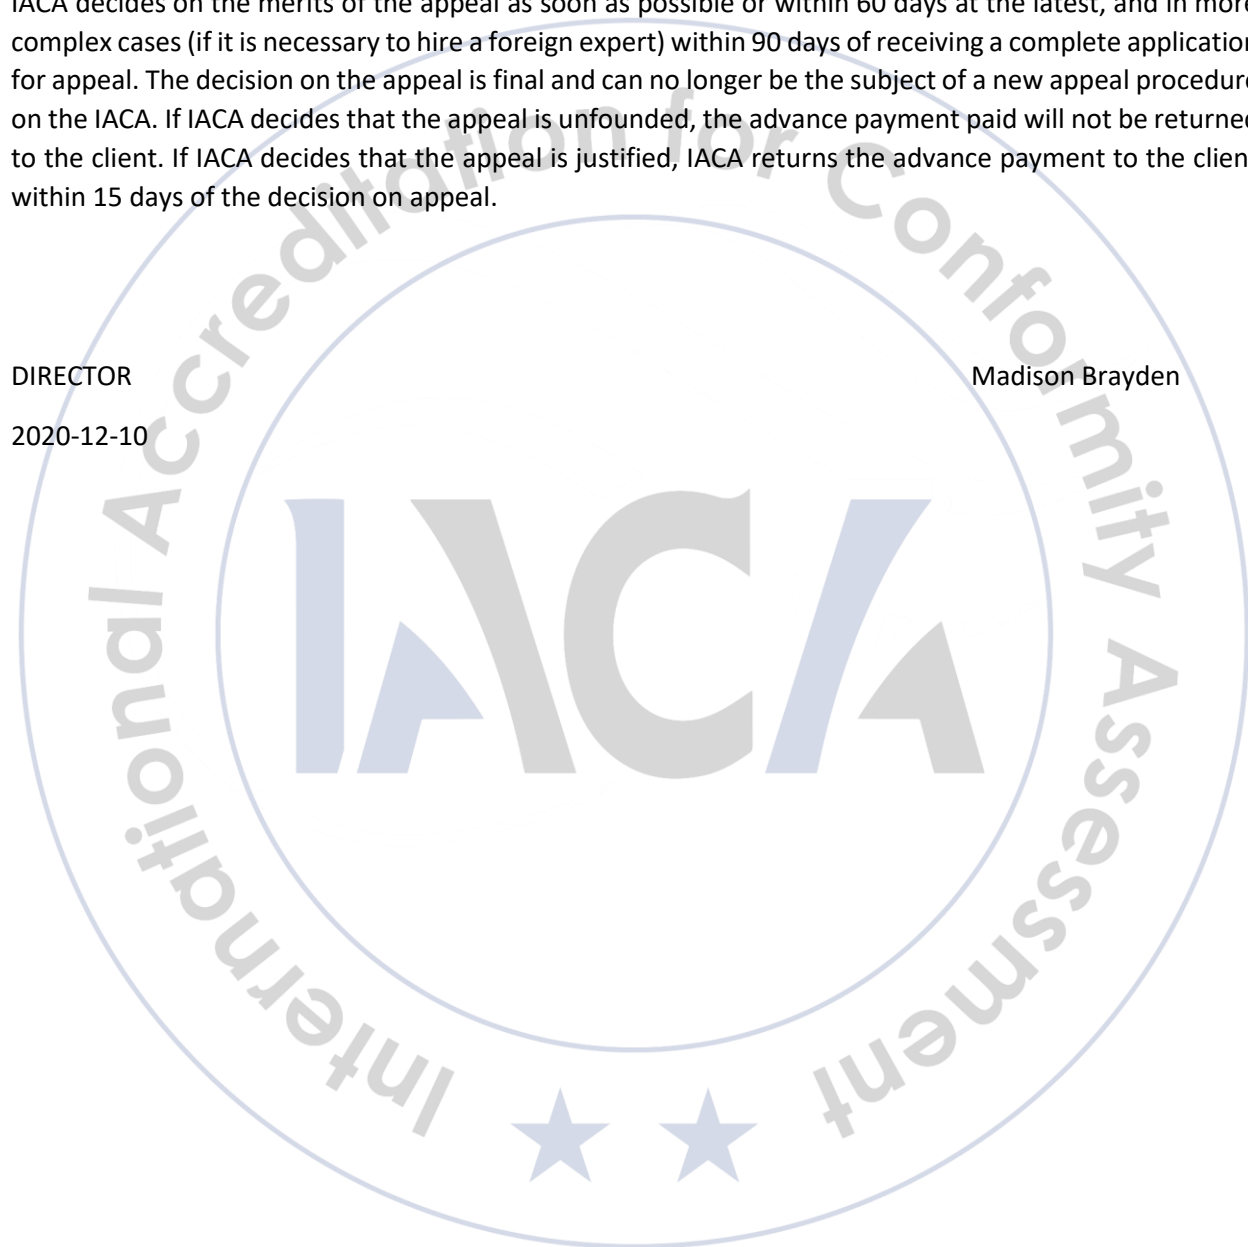 IACA decides on the merits of the appeal as soon as possible or within 60 days at the latest, and in more
complex cases (if it is necessary to hire a foreign expert) within 90 days of receiving a complete application
for appeal. The decision on the appeal is final and can no longer be the subject of a new appeal procedure
on the IACA. If IACA decides that the appeal is unfounded, the advance payment paid will not be returned
to the client. If IACA decides that the appeal is justified, IACA returns the advance payment to the client
within 15 days of the decision on appeal.
DIRECTOR Madison Brayden
2020-12-10
International Accreditation for Conformity Assessment
IACA